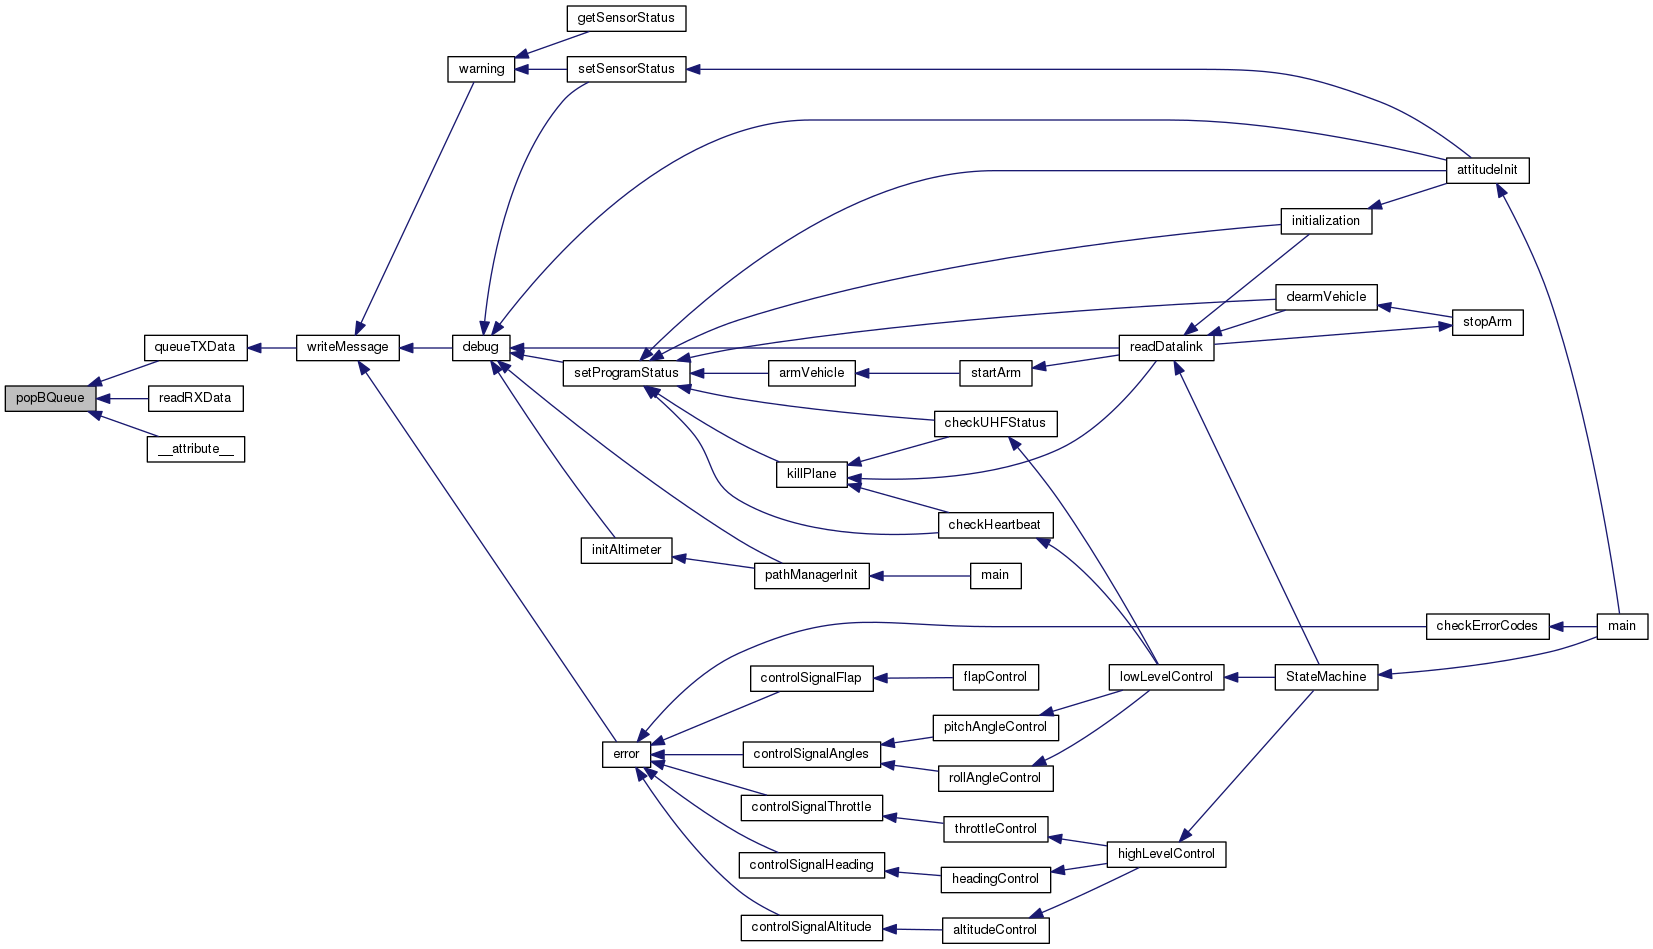 getSensorStatus
warning
setSensorStatus
attitudeInit
initialization
dearmVehicle
stopArm
queueTXData
writeMessage
debug
readDatalink
setProgramStatus
armVehicle
startArm
popBQueue
readRXData
checkUHFStatus
__attribute__
killPlane
checkHeartbeat
initAltimeter
pathManagerInit
main
checkErrorCodes
main
controlSignalFlap
flapControl
lowLevelControl
StateMachine
pitchAngleControl
error
controlSignalAngles
rollAngleControl
controlSignalThrottle
throttleControl
highLevelControl
controlSignalHeading
headingControl
controlSignalAltitude
altitudeControl